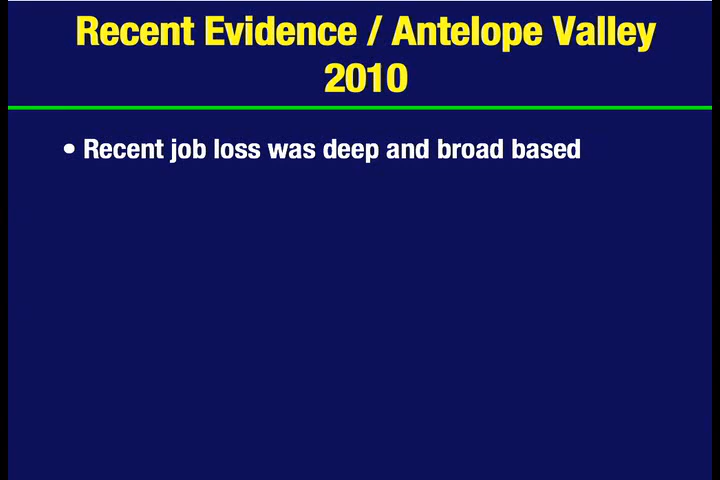 Recent Evidence / Antelope Valley
2010
• Recent job loss was deep and broad based